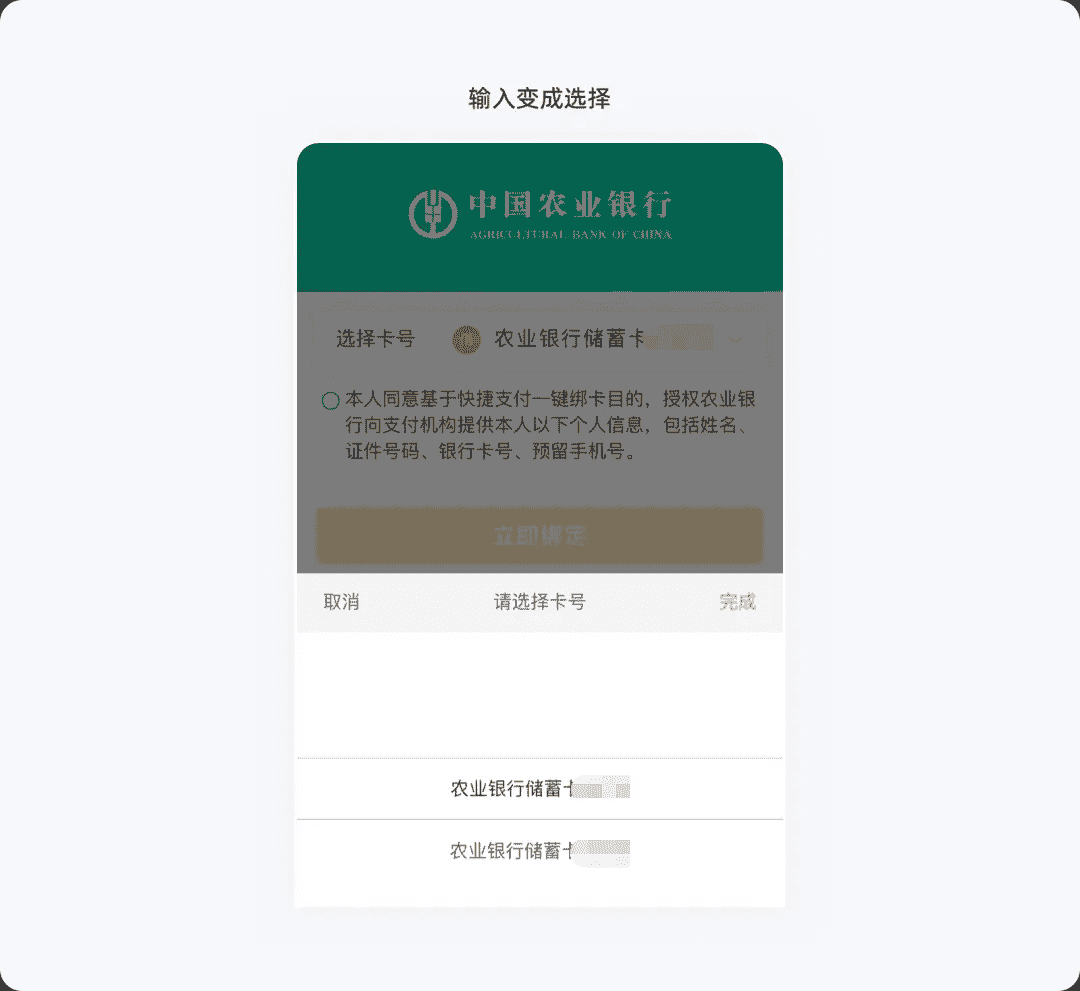 输入变成选择
中国农业银行
AGRICULTURAL BANK OF CHINA
选择卡号 农业银行储蓄卡
本人同意基于快捷支付一键绑卡目的，授权农业银
行向支付机构提供本人以下个人信息，包括姓名、
证件号码、银行卡号、预留手机号。
立即绑定
取消 请选择卡号 完成
农业银行储蓄卡
农业银行储蓄卡